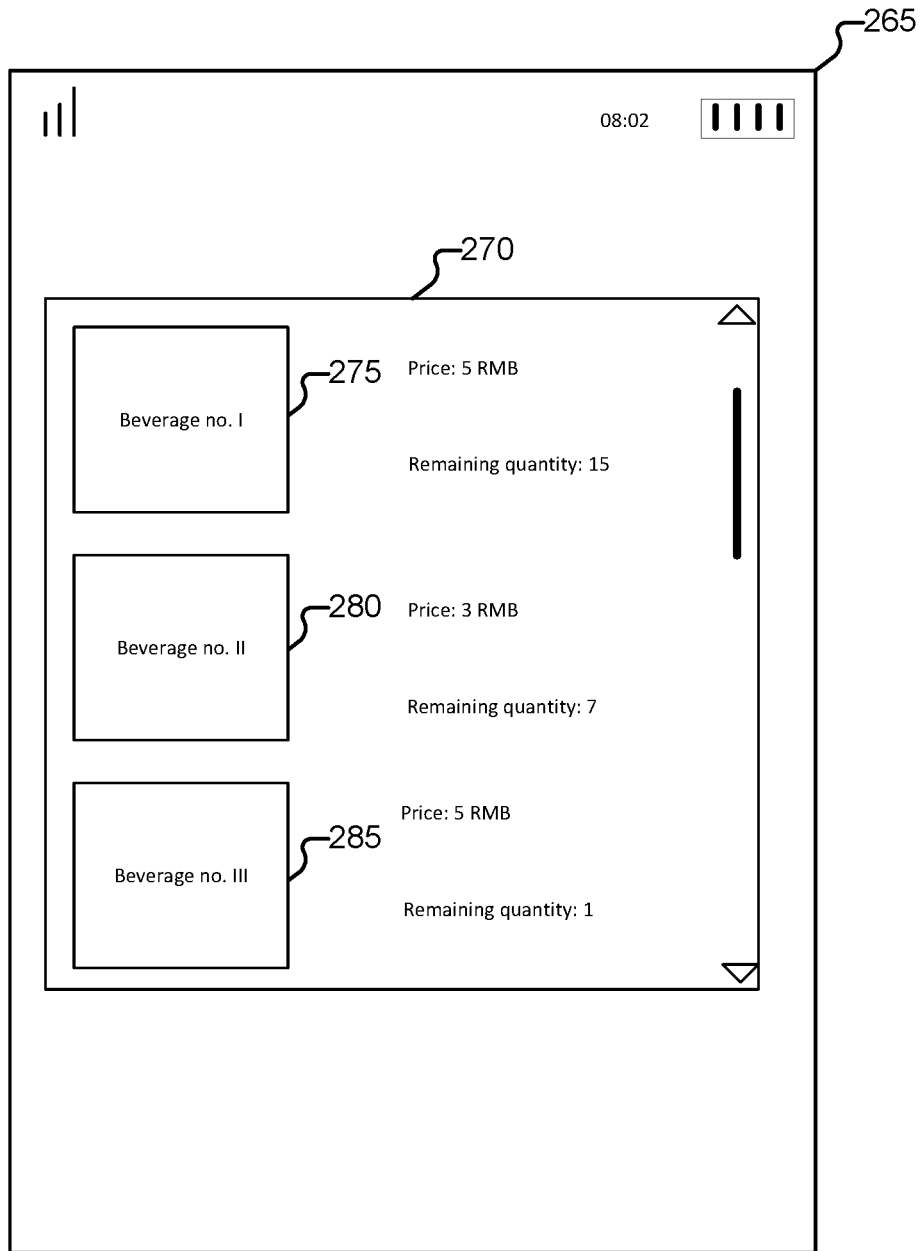 265
08:02
270
275
Price: 5 RMB
Beverage no. I
Remaining quantity: 15
280
Price: 3 RMB
Beverage no. II
Remaining quantity: 7
Price: 5 RMB
285
Beverage no. III
Remaining quantity: 1